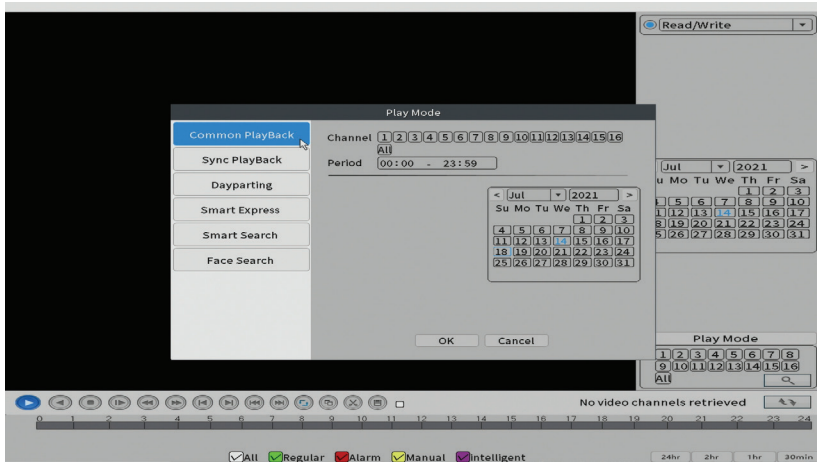 Read/Write
Play Mode
Common PlayBack
Sync PlayBack
Dayparting
Smart Express
Smart Search
Face Search
Channel 1 2 3 4 5 6 7 8 9 10 11 12 13 14 15 16
All
Period 00:00 - 23:59
< Jul 2021 >
Su Mo Tu We Th Fr Sa
1 2 3
4 5 6 7 8 9 10
11 12 13 14 15 16 17
18 19 20 21 22 23 24
25 26 27 28 29 30 31
OK Cancel
Jul 2021 >
u Mo Tu We Th Fr Sa
1 2 3
5 6 7 8 9 10
1 12 13 14 15 16 17
8 19 20 21 22 23 24
5 26 27 28 29 30 31
Play Mode
1 2 3 4 5 6 7 8
9 10 11 12 13 14 15 16
All
No video channels retrieved
0 1 2 3 4 5 6 7 8 9 10 11 12 13 14 15 16 17 18 19 20 21 22 23 24
All Regular Alarm Manual Intelligent
24hr 2hr 1hr 30min